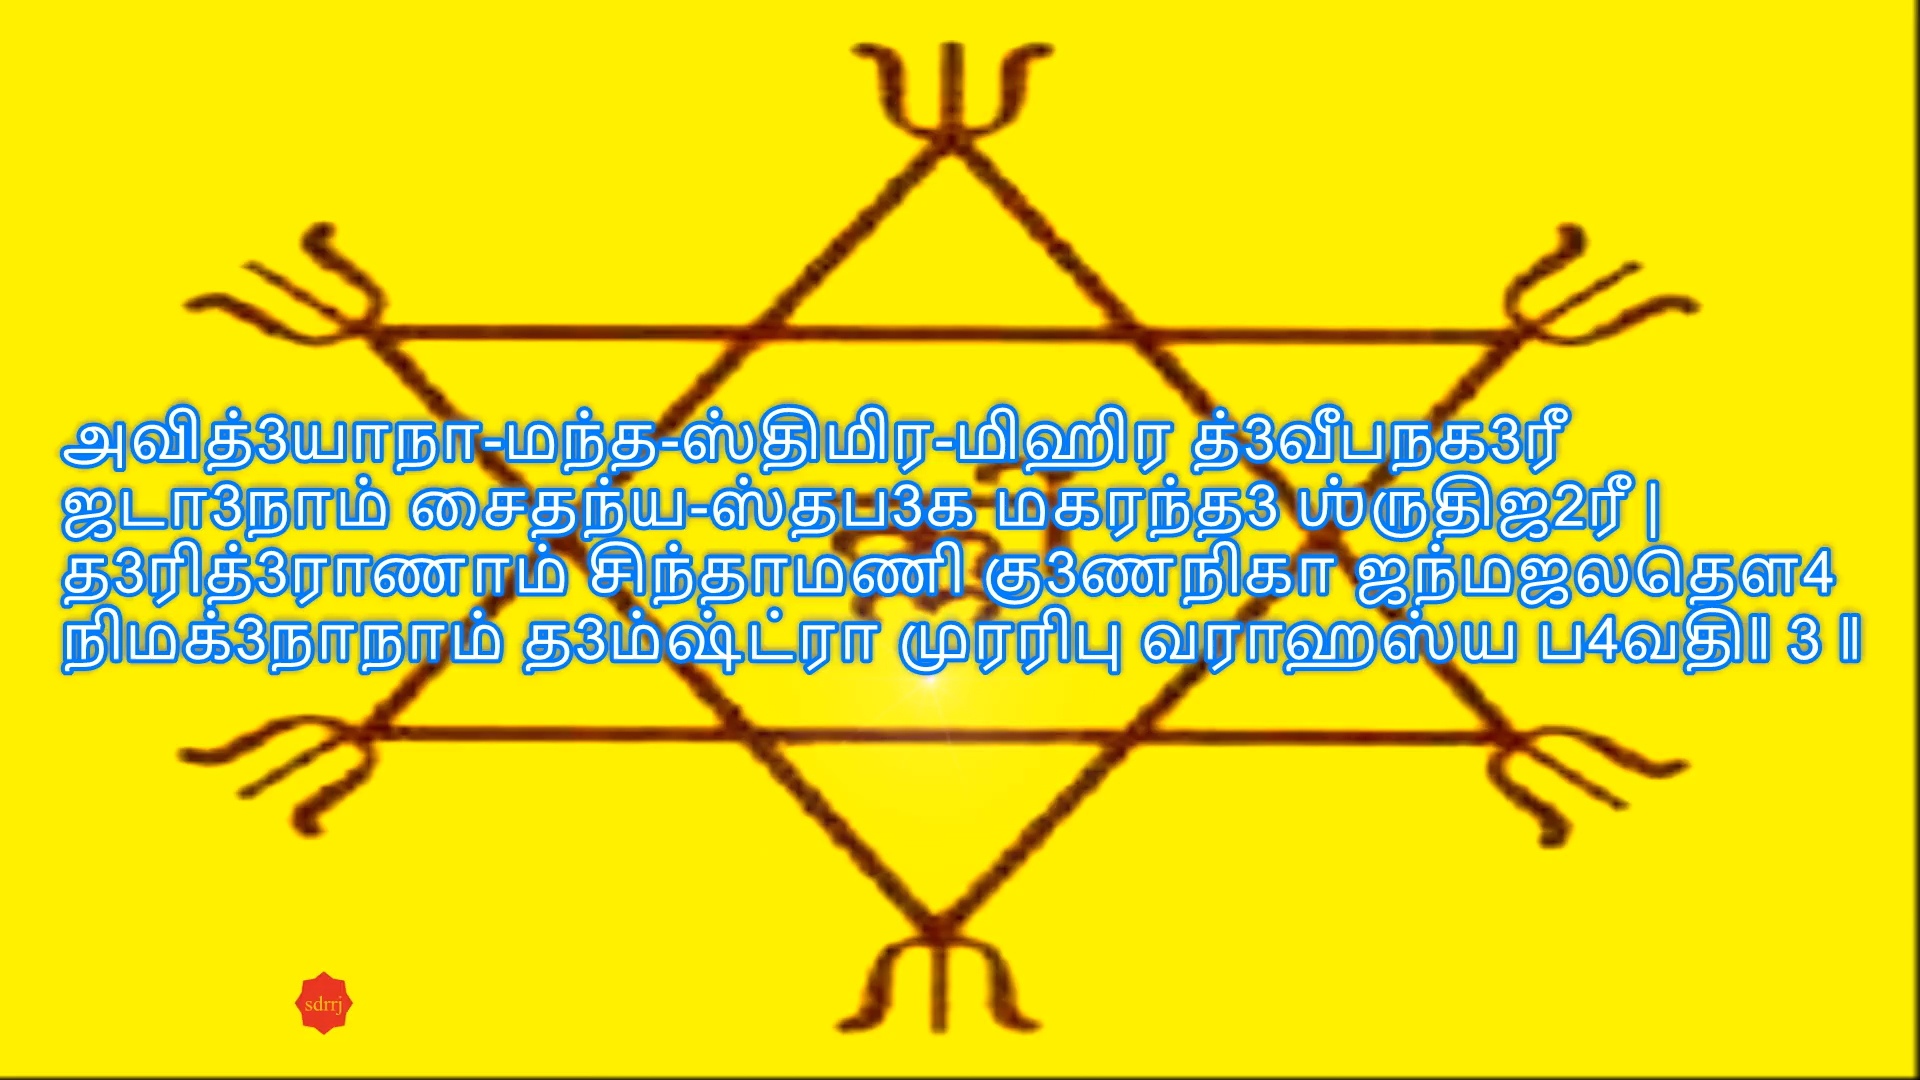 அவித்3யாநா-மந்த-ஸ்திமிர-மிஹிர த்3வீபநக3ரீ
ஜடா3நாம் சைதந்ய-ஸ்தப3க மகரந்த3 ஶ்ருதிஜ2ரீ |
த3ரித்3ராணாம் சிந்தாமணி கு3ணநிகா ஜந்மஜலதௌ4
நிமக்3நாநாம் த3ம்ஷ்ட்ரா முரரிபு வராஹஸ்ய ப4வதி॥ 3 ॥
sdrrj